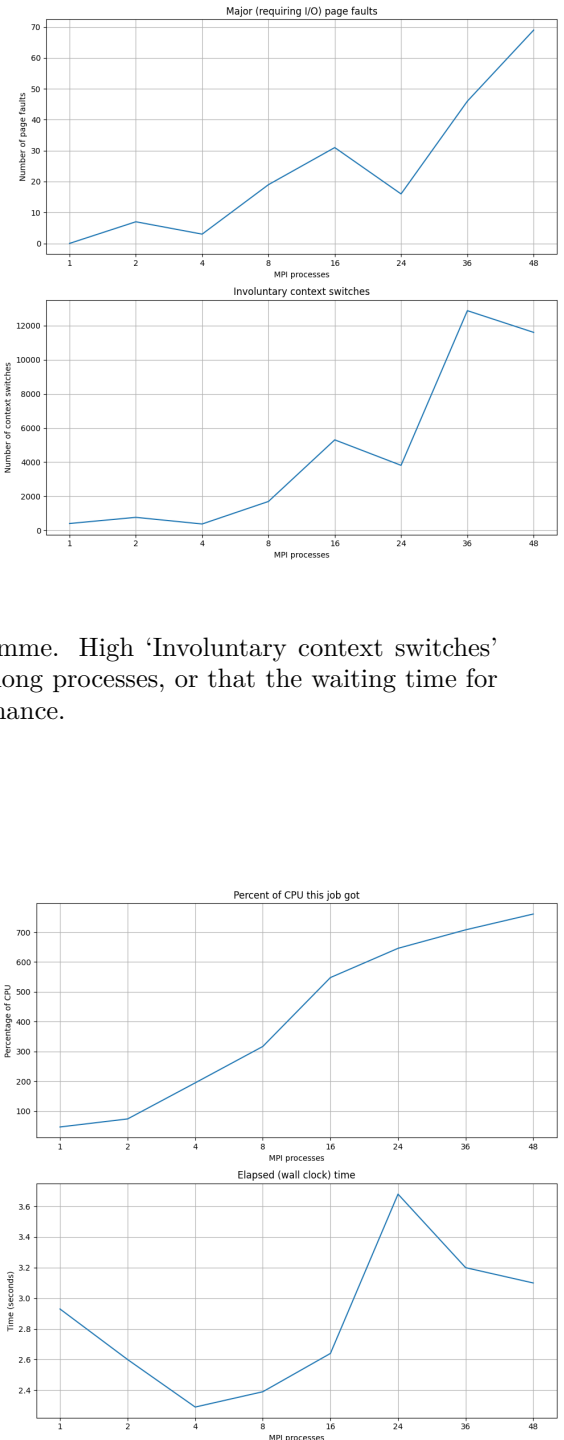 Major (requiring I/O) page faults
70
60
50
40
30
20
10
0
Number of page faults
1 2 4 8 16 24 36 48
MPI processes
Involuntary context switches
12000
10000
8000
6000
4000
2000
0
Number of context switches
1 2 4 8 16 24 36 48
MPI processes
mme. High ‘Involuntary context switches’
ong processes, or that the waiting time for
nance.
Percent of CPU this job got
700
600
500
400
300
200
100
Percentage of CPU
1 2 4 8 16 24 36 48
MPI processes
Elapsed (wall clock) time
3.6
3.4
3.2
3.0
2.8
2.6
2.4
Time (seconds)
1 2 4 8 16 24 36 48
MPI processes